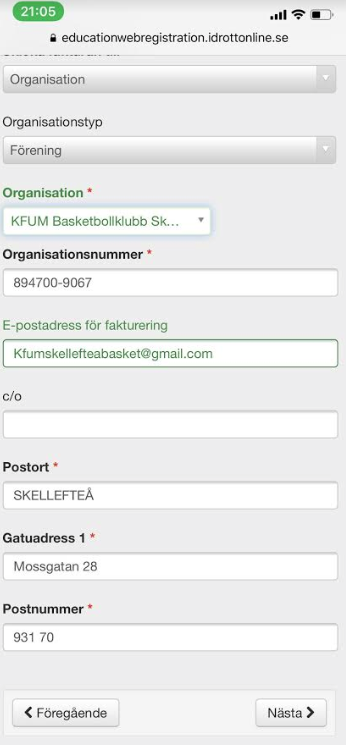 21:05
educationwebregistration.idrottonline.se
Organisation
Organisationstyp
Förening
Organisation *
KFUM Basketbollklubb Sk...
Organisationsnummer *
894700-9067
E-postadress för fakturering
Kfumskellefteabasket@gmail.com
c/o
Postort *
SKELLEFTEÅ
Gatuadress 1 *
Mossgatan 28
Postnummer *
931 70
Föregående
Nästa